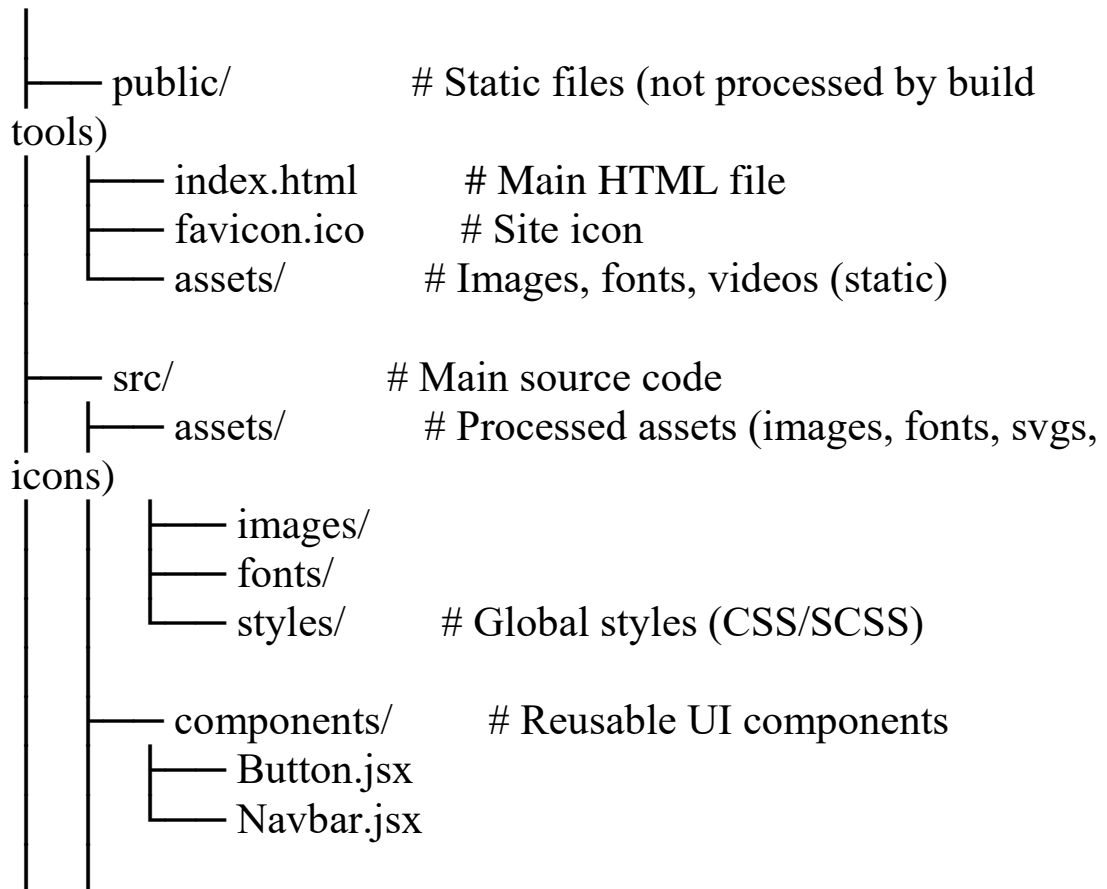 │
├── public/ # Static files (not processed by build
tools)
│ ├── index.html # Main HTML file
│ ├── favicon.ico # Site icon
│ └── assets/ # Images, fonts, videos (static)
│
├── src/ # Main source code
│ ├── assets/ # Processed assets (images, fonts, svgs,
icons)
│ │ ├── images/
│ │ ├── fonts/
│ │ └── styles/ # Global styles (CSS/SCSS)
│ │
│ ├── components/ # Reusable UI components
│ │ ├── Button.jsx
│ │ └── Navbar.jsx
│ │